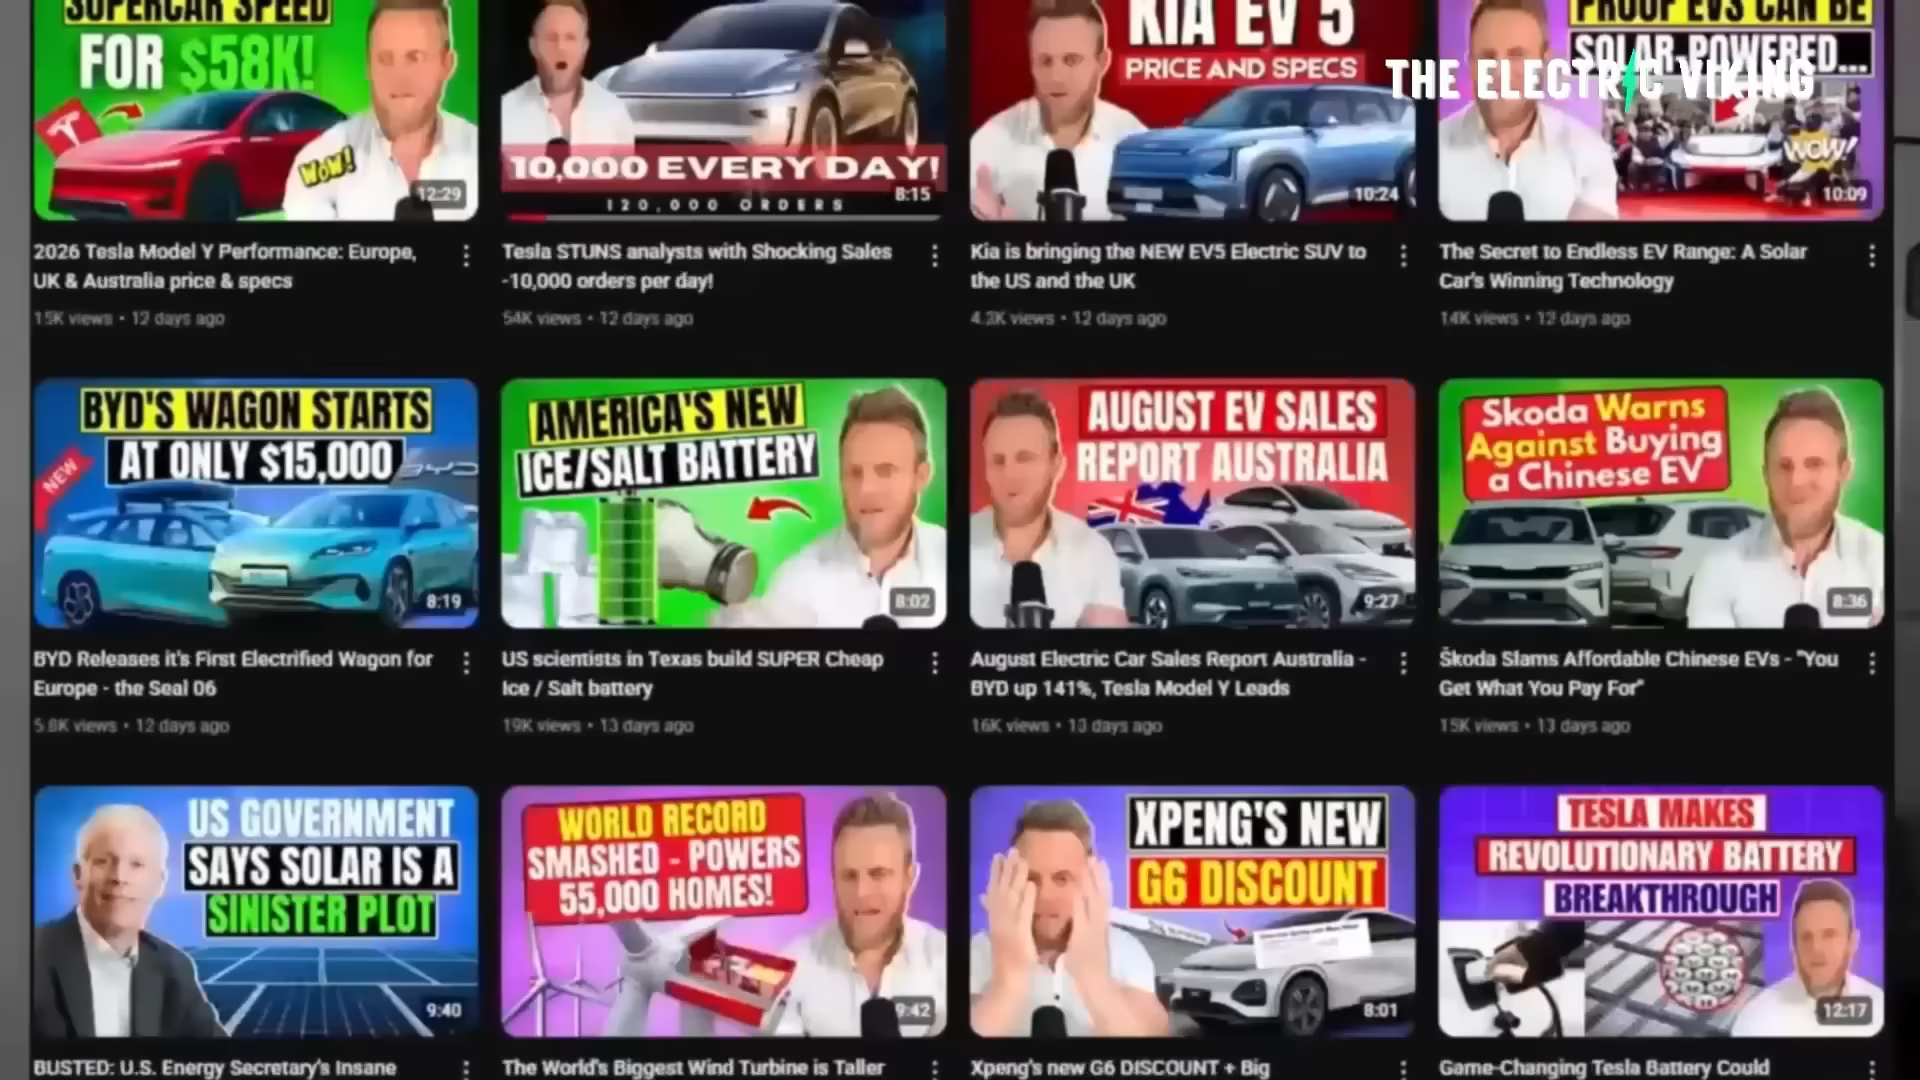 SUPERCAR SPEED
FOR $58K!
WOW!
12:29
10,000 EVERY DAY!
120,000 ORDERS
8:15
KIA EV 5
PRICE AND SPECS
10:24
PROOF EVS CAN BE
SOLAR POWERED...
WOW!
10:09
THE ELECTRIC VIKING
2026 Tesla Model Y Performance: Europe,
UK & Australia price & specs
15K views • 12 days ago
Tesla STUNS analysts with Shocking Sales
-10,000 orders per day!
54K views • 12 days ago
Kia is bringing the NEW EV5 Electric SUV to
the US and the UK
4.2K views • 12 days ago
The Secret to Endless EV Range: A Solar
Car's Winning Technology
14K views • 12 days ago
BYD'S WAGON STARTS
AT ONLY $15,000
NEW
BYD
8:19
AMERICA'S NEW
ICE/SALT BATTERY
8:02
AUGUST EV SALES
REPORT AUSTRALIA
9:27
Skoda Warns
Against Buying
a Chinese EV
8:36
BYD Releases it's First Electrified Wagon for
Europe - the Seal 06
5.8K views • 12 days ago
US scientists in Texas build SUPER Cheap
Ice / Salt battery
19K views • 13 days ago
August Electric Car Sales Report Australia -
BYD up 141%, Tesla Model Y Leads
16K views • 13 days ago
Škoda Slams Affordable Chinese EVs - "You
Get What You Pay For"
15K views • 13 days ago
US GOVERNMENT
SAYS SOLAR IS A
SINISTER PLOT
9:40
WORLD RECORD
SMASHED - POWERS
55,000 HOMES!
9:42
XPENG'S NEW
G6 DISCOUNT
8:01
TESLA MAKES
REVOLUTIONARY BATTERY
BREAKTHROUGH
12:17
BUSTED: U.S. Energy Secretary's Insane
The World's Biggest Wind Turbine is Taller
Xpeng's new G6 DISCOUNT + Big
Game-Changing Tesla Battery Could